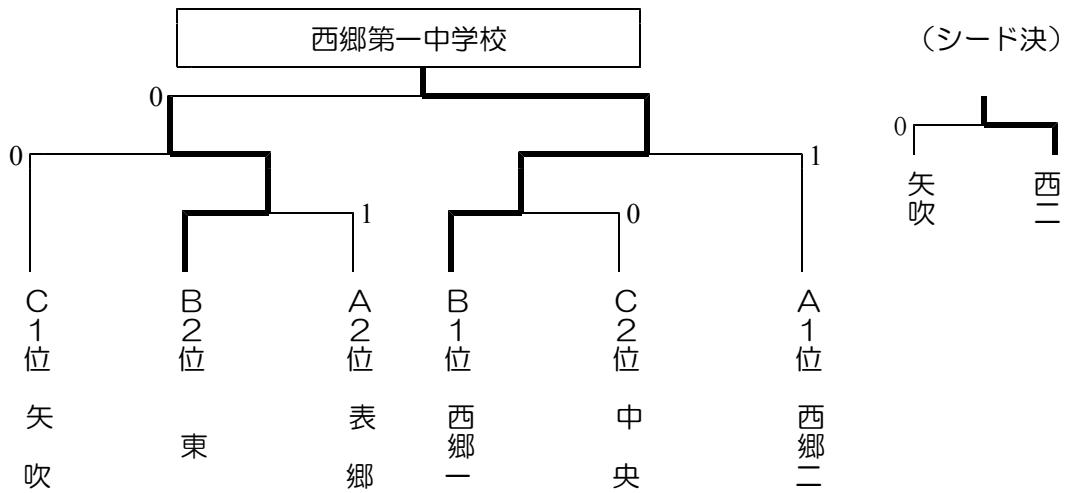 西郷第一中学校
（シード決）
0
0
0
1
1
0
矢吹
西二
C1位 矢吹
B2位 東
A2位 表郷
B1位 西郷一
C2位 中央
A1位 西郷二